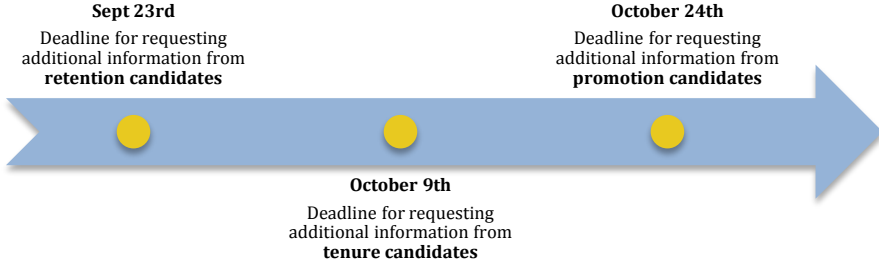 Sept 23rd
Deadline for requesting
additional information from
retention candidates
October 9th
Deadline for requesting
additional information from
tenure candidates
October 24th
Deadline for requesting
additional information from
promotion candidates